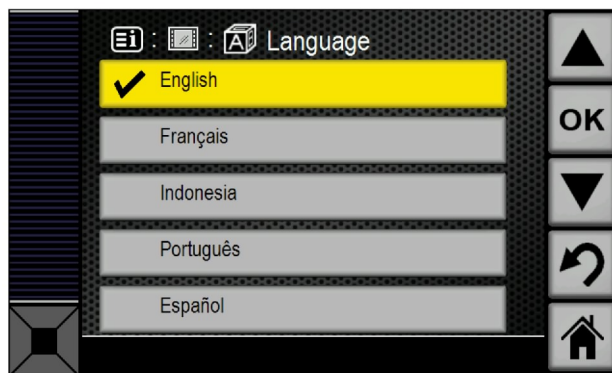 : : A Language
English
Français
Indonesia
Português
Español
OK